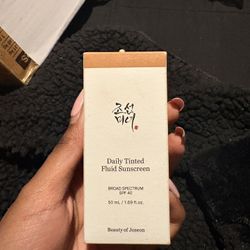 조선
미녀
Daily Tinted
Fluid Sunscreen
BROAD SPECTRUM
SPF 40
50 mL / 1.69 fl. oz.
Beauty of Joseon